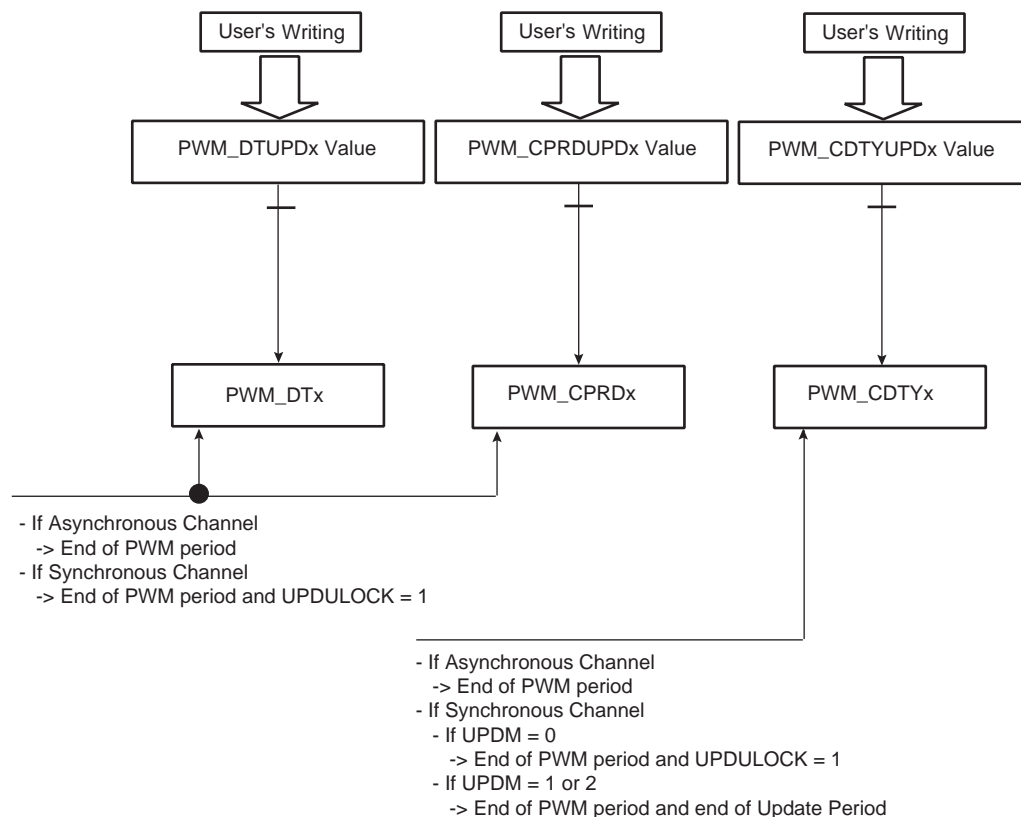 User's Writing
User's Writing
User's Writing
PWM_DTUPDx Value
PWM_CPRDUPDx Value
PWM_CDTYUPDx Value
PWM_DTx
PWM_CPRDx
PWM_CDTYx
- If Asynchronous Channel
-> End of PWM period
- If Synchronous Channel
-> End of PWM period and UPDULOCK = 1
- If Asynchronous Channel
-> End of PWM period
- If Synchronous Channel
- If UPDM = 0
-> End of PWM period and UPDULOCK = 1
- If UPDM = 1 or 2
-> End of PWM period and end of Update Period